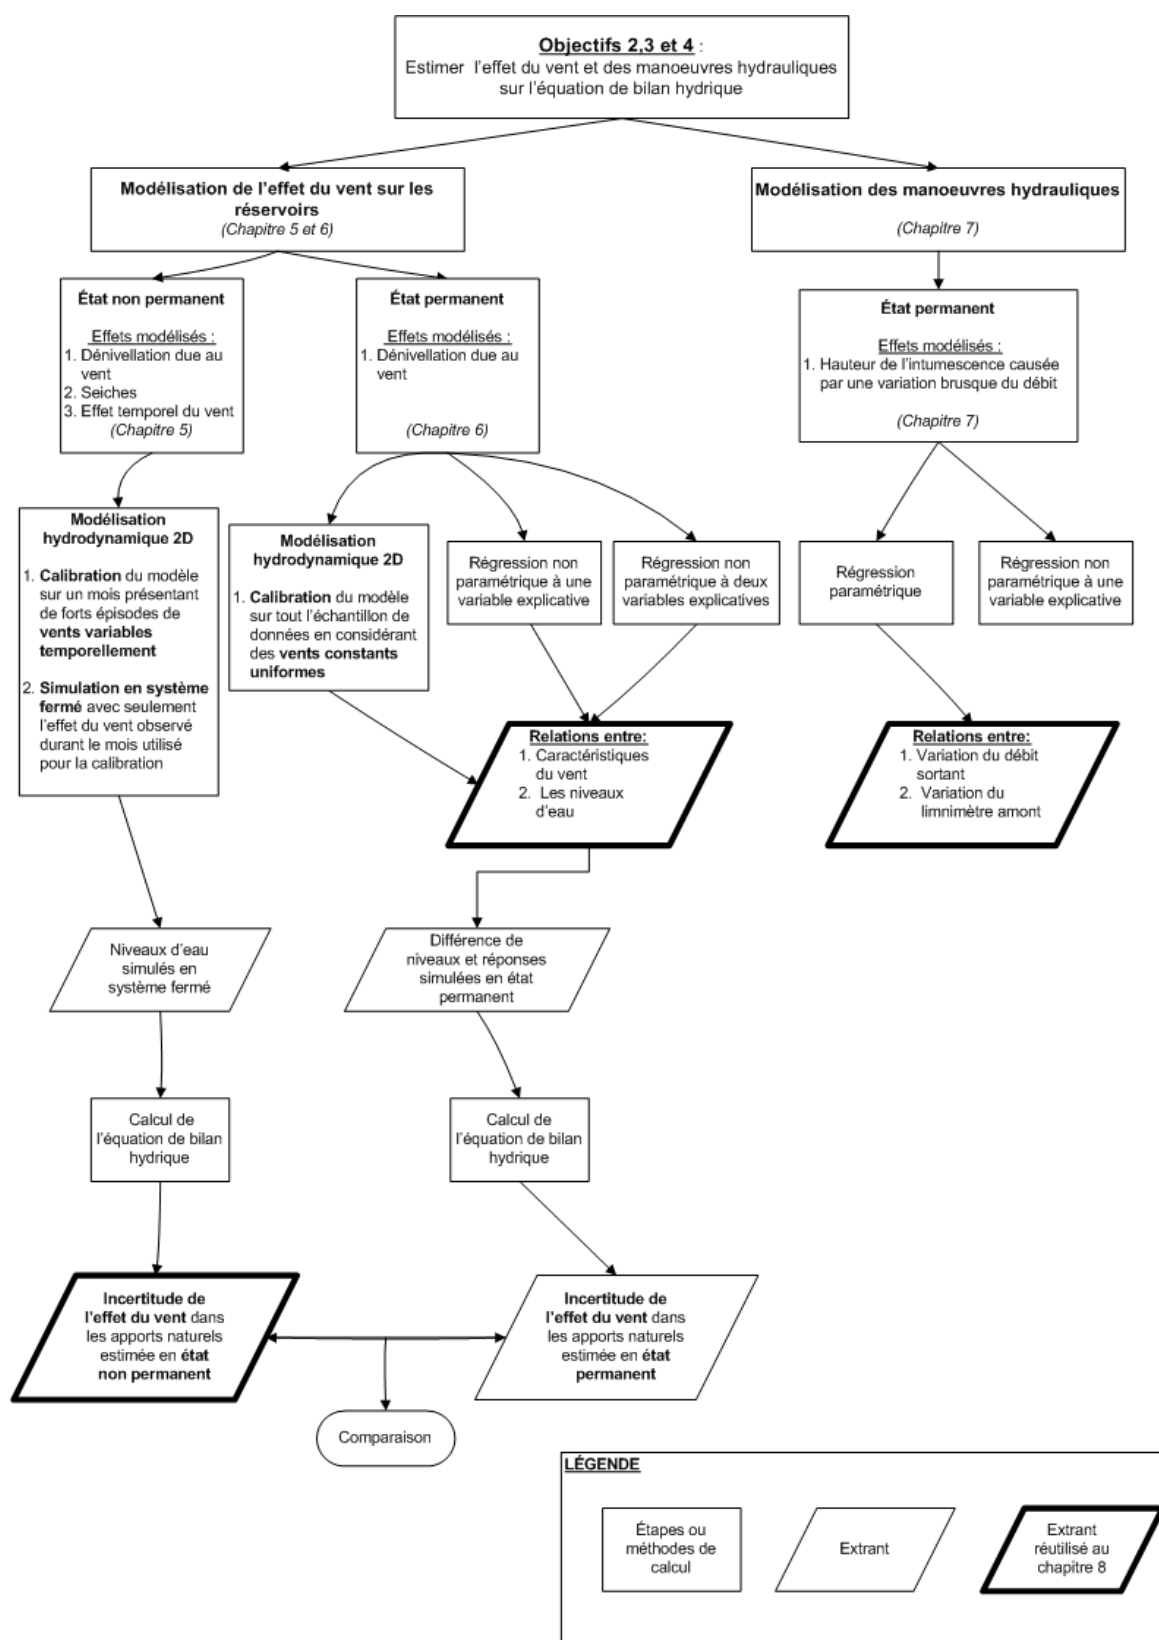 Objectifs 2,3 et 4 :
Estimer l'effet du vent et des manoeuvres hydrauliques
sur l'équation de bilan hydrique
Modélisation de l'effet du vent sur les
réservoirs
(Chapitre 5 et 6)
Modélisation des manoeuvres hydrauliques
(Chapitre 7)
État non permanent
Effets modélisés :
1. Dénivellation due au
vent
2. Seiches
3. Effet temporel du vent
(Chapitre 5)
État permanent
Effets modélisés :
1. Dénivellation due au
vent
(Chapitre 6)
État permanent
Effets modélisés :
1. Hauteur de l'intumescence causée
par une variation brusque du débit
(Chapitre 7)
Modélisation
hydrodynamique 2D
1. Calibration du modèle
sur un mois présentant
de forts épisodes de
vents variables
temporellement
2. Simulation en système
fermé avec seulement
l'effet du vent observé
durant le mois utilisé
pour la calibration
Modélisation
hydrodynamique 2D
1. Calibration du modèle
sur tout l'échantillon de
données en considérant
des vents constants
uniformes
Régression non
paramétrique à une
variable explicative
Régression non
paramétrique à deux
variables explicatives
Régression
paramétrique
Régression non
paramétrique à une
variable explicative
Relations entre:
1. Caractéristiques
du vent
2. Les niveaux
d'eau
Relations entre:
1. Variation du débit
sortant
2. Variation du
limnimètre amont
Niveaux d'eau
simulés en
système fermé
Différence de
niveaux et réponses
simulées en état
permanent
Calcul de
l'équation de bilan
hydrique
Calcul de
l'équation de bilan
hydrique
Incertitude de
l'effet du vent dans
les apports naturels
estimée en état
non permanent
Incertitude de
l'effet du vent dans
les apports naturels
estimée en état
permanent
Comparaison
LÉGENDE
Étapes ou
méthodes de
calcul
Extrant
Extrant
réutilisé au
chapitre 8